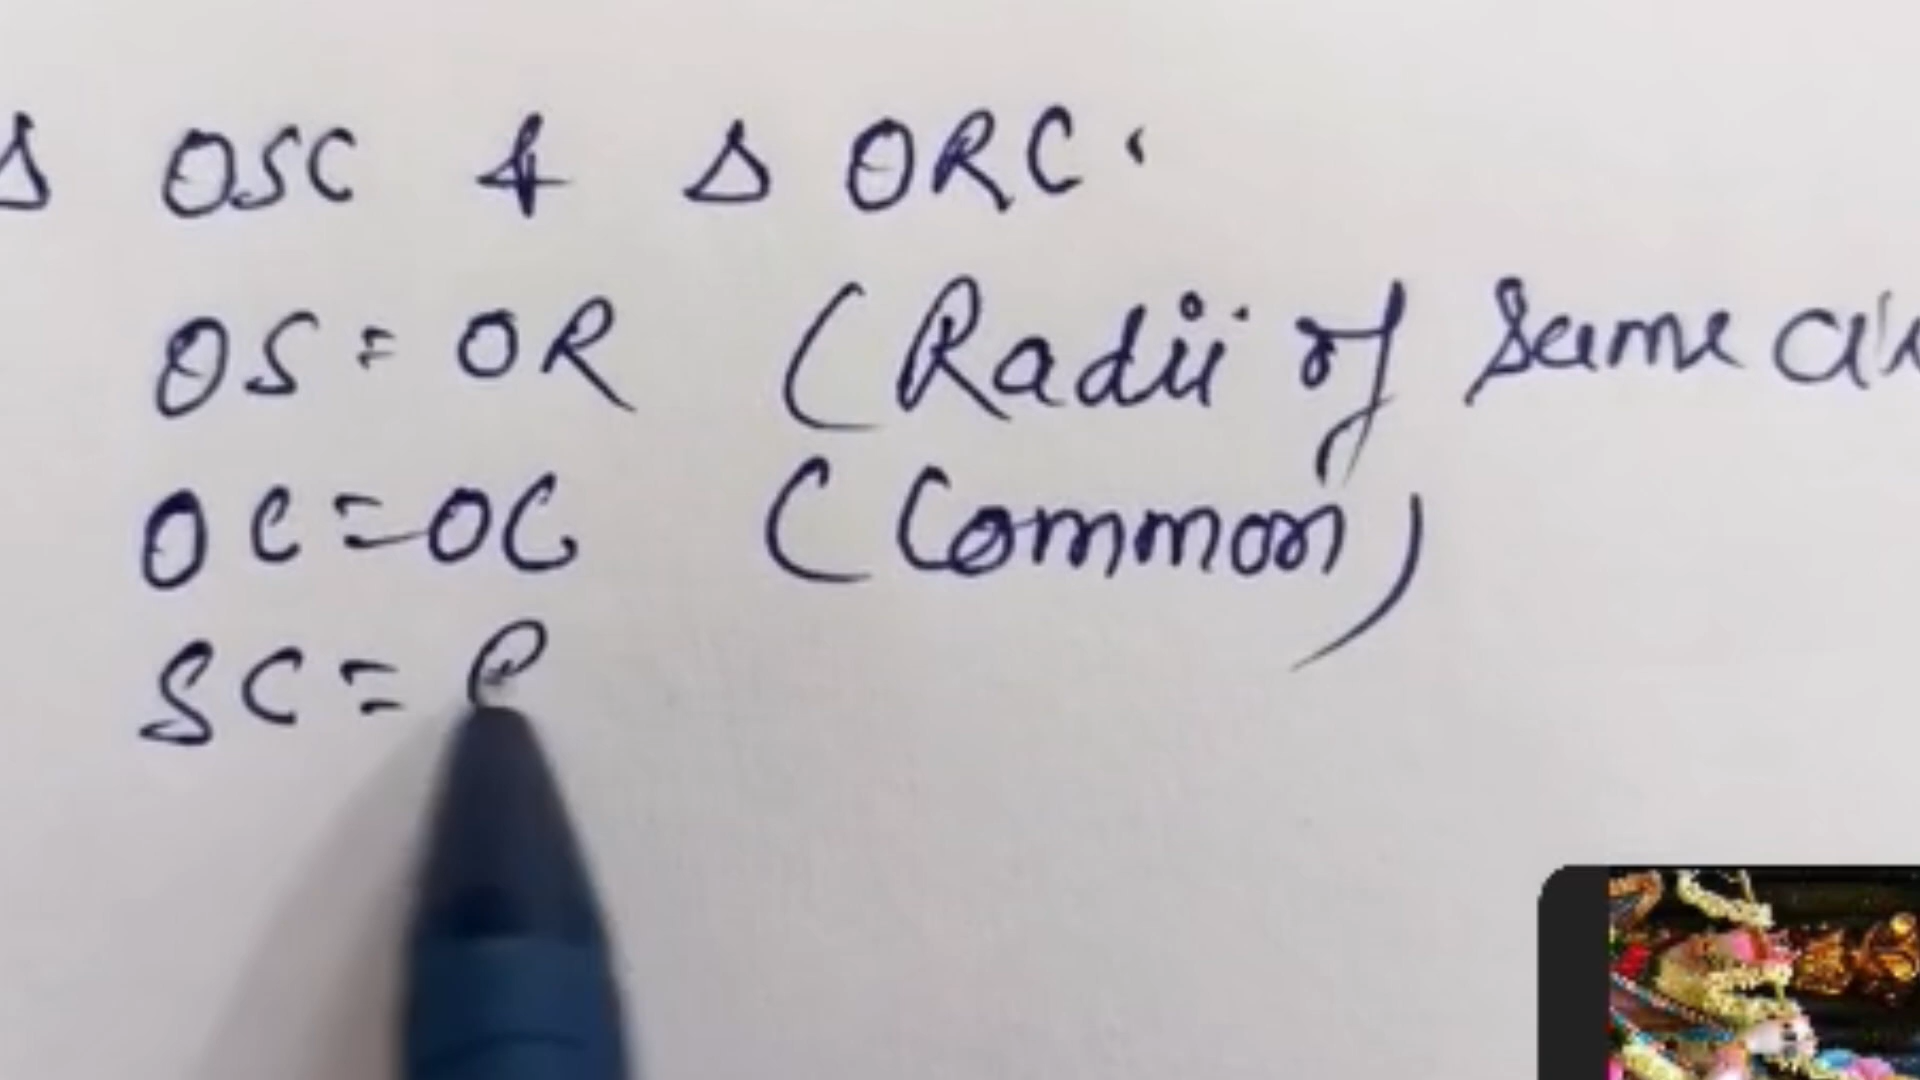 Δ OSC & Δ ORC.
OS = OR (Radii of Same
OC = OC (Common)
SC =